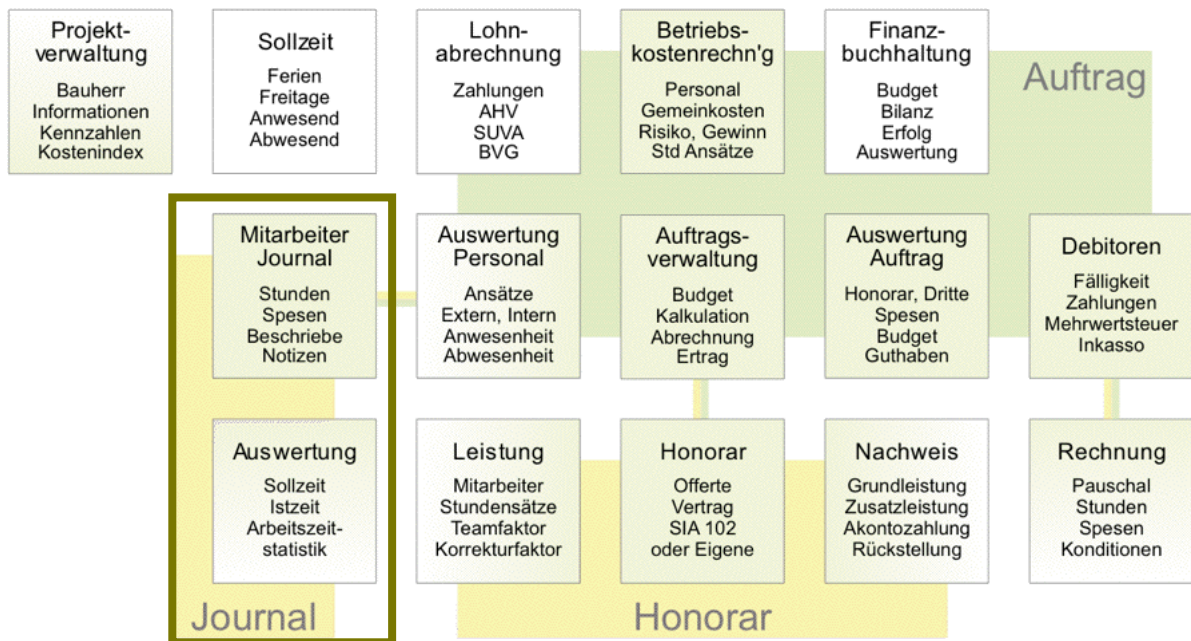 Projekt-
verwaltung
Bauherr
Informationen
Kennzahlen
Kostenindex
Sollzeit
Ferien
Freitage
Anwesend
Abwesend
Lohn-
abrechnung
Zahlungen
AHV
SUVA
BVG
Betriebs-
kostenrechn'g
Personal
Gemeinkosten
Risiko, Gewinn
Std Ansätze
Finanz-
buchhaltung
Budget
Bilanz
Erfolg
Auswertung
Auftrag
Mitarbeiter
Journal
Stunden
Spesen
Beschriebe
Notizen
Auswertung
Personal
Ansätze
Extern, Intern
Anwesenheit
Abwesenheit
Auftrags-
verwaltung
Budget
Kalkulation
Abrechnung
Ertrag
Auswertung
Auftrag
Honorar, Dritte
Spesen
Budget
Guthaben
Debitoren
Fälligkeit
Zahlungen
Mehrwertsteuer
Inkasso
Auswertung
Sollzeit
Istzeit
Arbeitszeit-
statistik
Leistung
Mitarbeiter
Stundensätze
Teamfaktor
Korrekturfaktor
Honorar
Offerte
Vertrag
SIA 102
oder Eigene
Nachweis
Grundleistung
Zusatzleistung
Akontozahlung
Rückstellung
Rechnung
Pauschal
Stunden
Spesen
Konditionen
Journal
Honorar